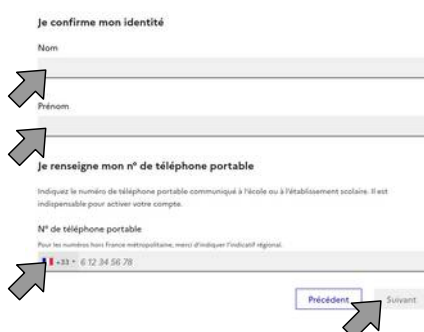 Je confirme mon identité
Nom
Prénom
Je renseigne mon n° de téléphone portable
Indiquez le numéro de téléphone portable communiqué à l'école ou à l'établissement scolaire. Il est
indispensable pour activer votre compte.
N° de téléphone portable
Pour les numéros hors France métropolitaine, merci d'indiquer l'indicatif régional.
+33 6 12 34 56 78
Précédent Suivant